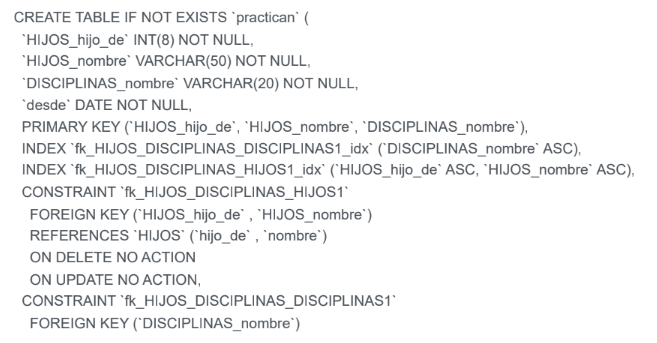 CREATE TABLE IF NOT EXISTS `practican` (
`HIJOS_hijo_de` INT(8) NOT NULL,
`HIJOS_nombre` VARCHAR(50) NOT NULL,
`DISCIPLINAS_nombre` VARCHAR(20) NOT NULL,
`desde` DATE NOT NULL,
PRIMARY KEY (`HIJOS_hijo_de`, `HIJOS_nombre`, `DISCIPLINAS_nombre`),
INDEX `fk_HIJOS_DISCIPLINAS_DISCIPLINAS1_idx` (`DISCIPLINAS_nombre` ASC),
INDEX `fk_HIJOS_DISCIPLINAS_HIJOS1_idx` (`HIJOS_hijo_de` ASC, `HIJOS_nombre` ASC),
CONSTRAINT `fk_HIJOS_DISCIPLINAS_HIJOS1`
FOREIGN KEY (`HIJOS_hijo_de` , `HIJOS_nombre`)
REFERENCES `HIJOS` (`hijo_de` , `nombre`)
ON DELETE NO ACTION
ON UPDATE NO ACTION,
CONSTRAINT `fk_HIJOS_DISCIPLINAS_DISCIPLINAS1`
FOREIGN KEY (`DISCIPLINAS_nombre`)